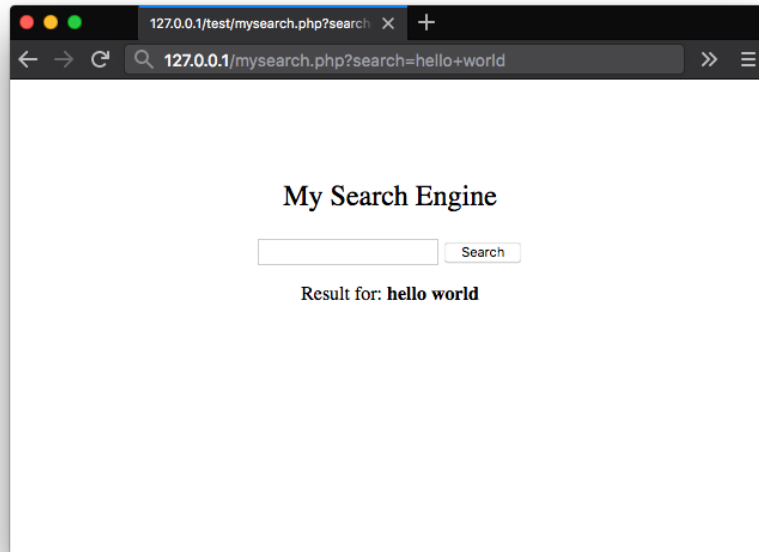 127.0.0.1/test/mysearch.php?search
127.0.0.1/mysearch.php?search=hello+world
My Search Engine
Search
Result for: hello world